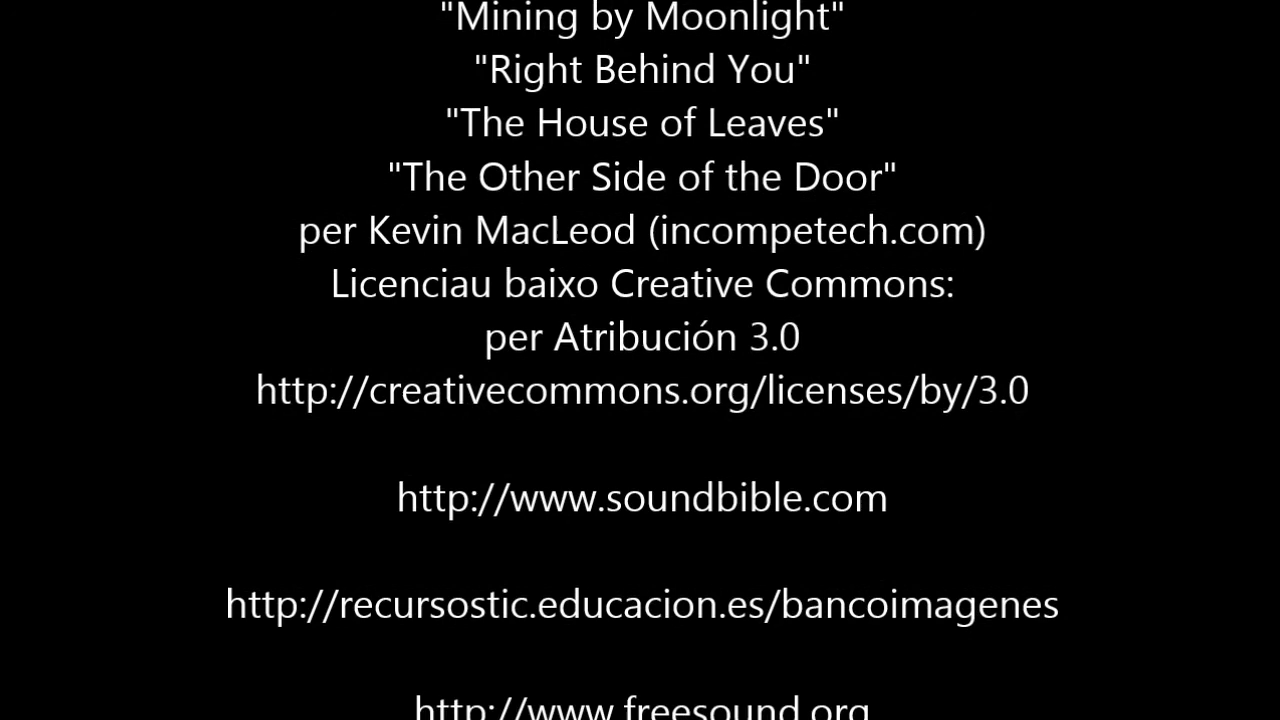 "Mining by Moonlight"
"Right Behind You"
"The House of Leaves"
"The Other Side of the Door"
per Kevin MacLeod (incompetech.com)
Licenciau baixo Creative Commons:
per Atribución 3.0
http://creativecommons.org/licenses/by/3.0
http://www.soundbible.com
http://recursostic.educacion.es/bancoimagenes
http://www.freesound.org